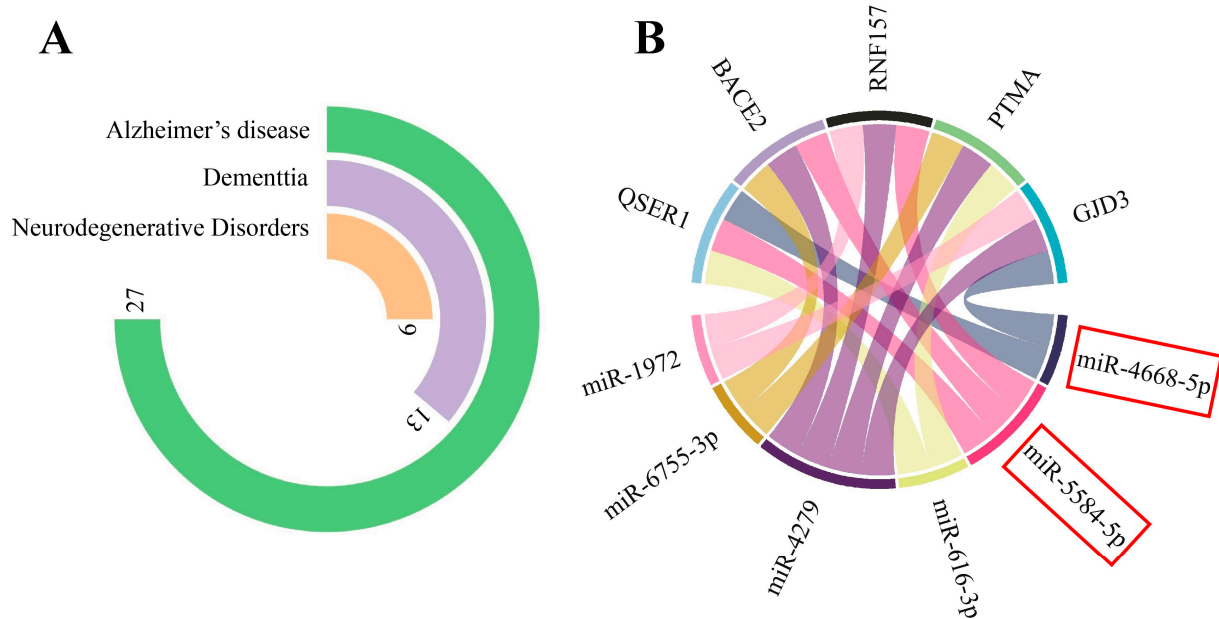 A
Alzheimer's disease
Dementtia
Neurodegenerative Disorders
27
9
13
B
QSER1
BACE2
RNF157
PTMA
GJD3
miR-1972
miR-6755-3p
miR-4279
miR-616-3p
miR-5584-5p
miR-4668-5p